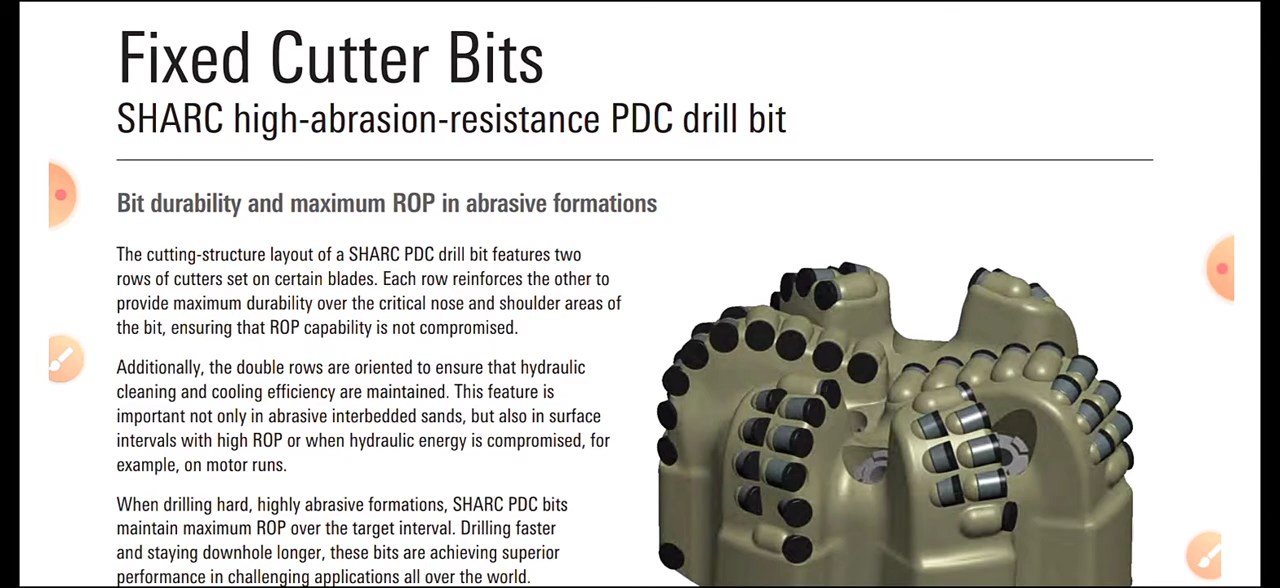 Fixed Cutter Bits
SHARC high-abrasion-resistance PDC drill bit
Bit durability and maximum ROP in abrasive formations
The cutting-structure layout of a SHARC PDC drill bit features two
rows of cutters set on certain blades. Each row reinforces the other to
provide maximum durability over the critical nose and shoulder areas of
the bit, ensuring that ROP capability is not compromised.
Additionally, the double rows are oriented to ensure that hydraulic
cleaning and cooling efficiency are maintained. This feature is
important not only in abrasive interbedded sands, but also in surface
intervals with high ROP or when hydraulic energy is compromised, for
example, on motor runs.
When drilling hard, highly abrasive formations, SHARC PDC bits
maintain maximum ROP over the target interval. Drilling faster
and staying downhole longer, these bits are achieving superior
performance in challenging applications all over the world.